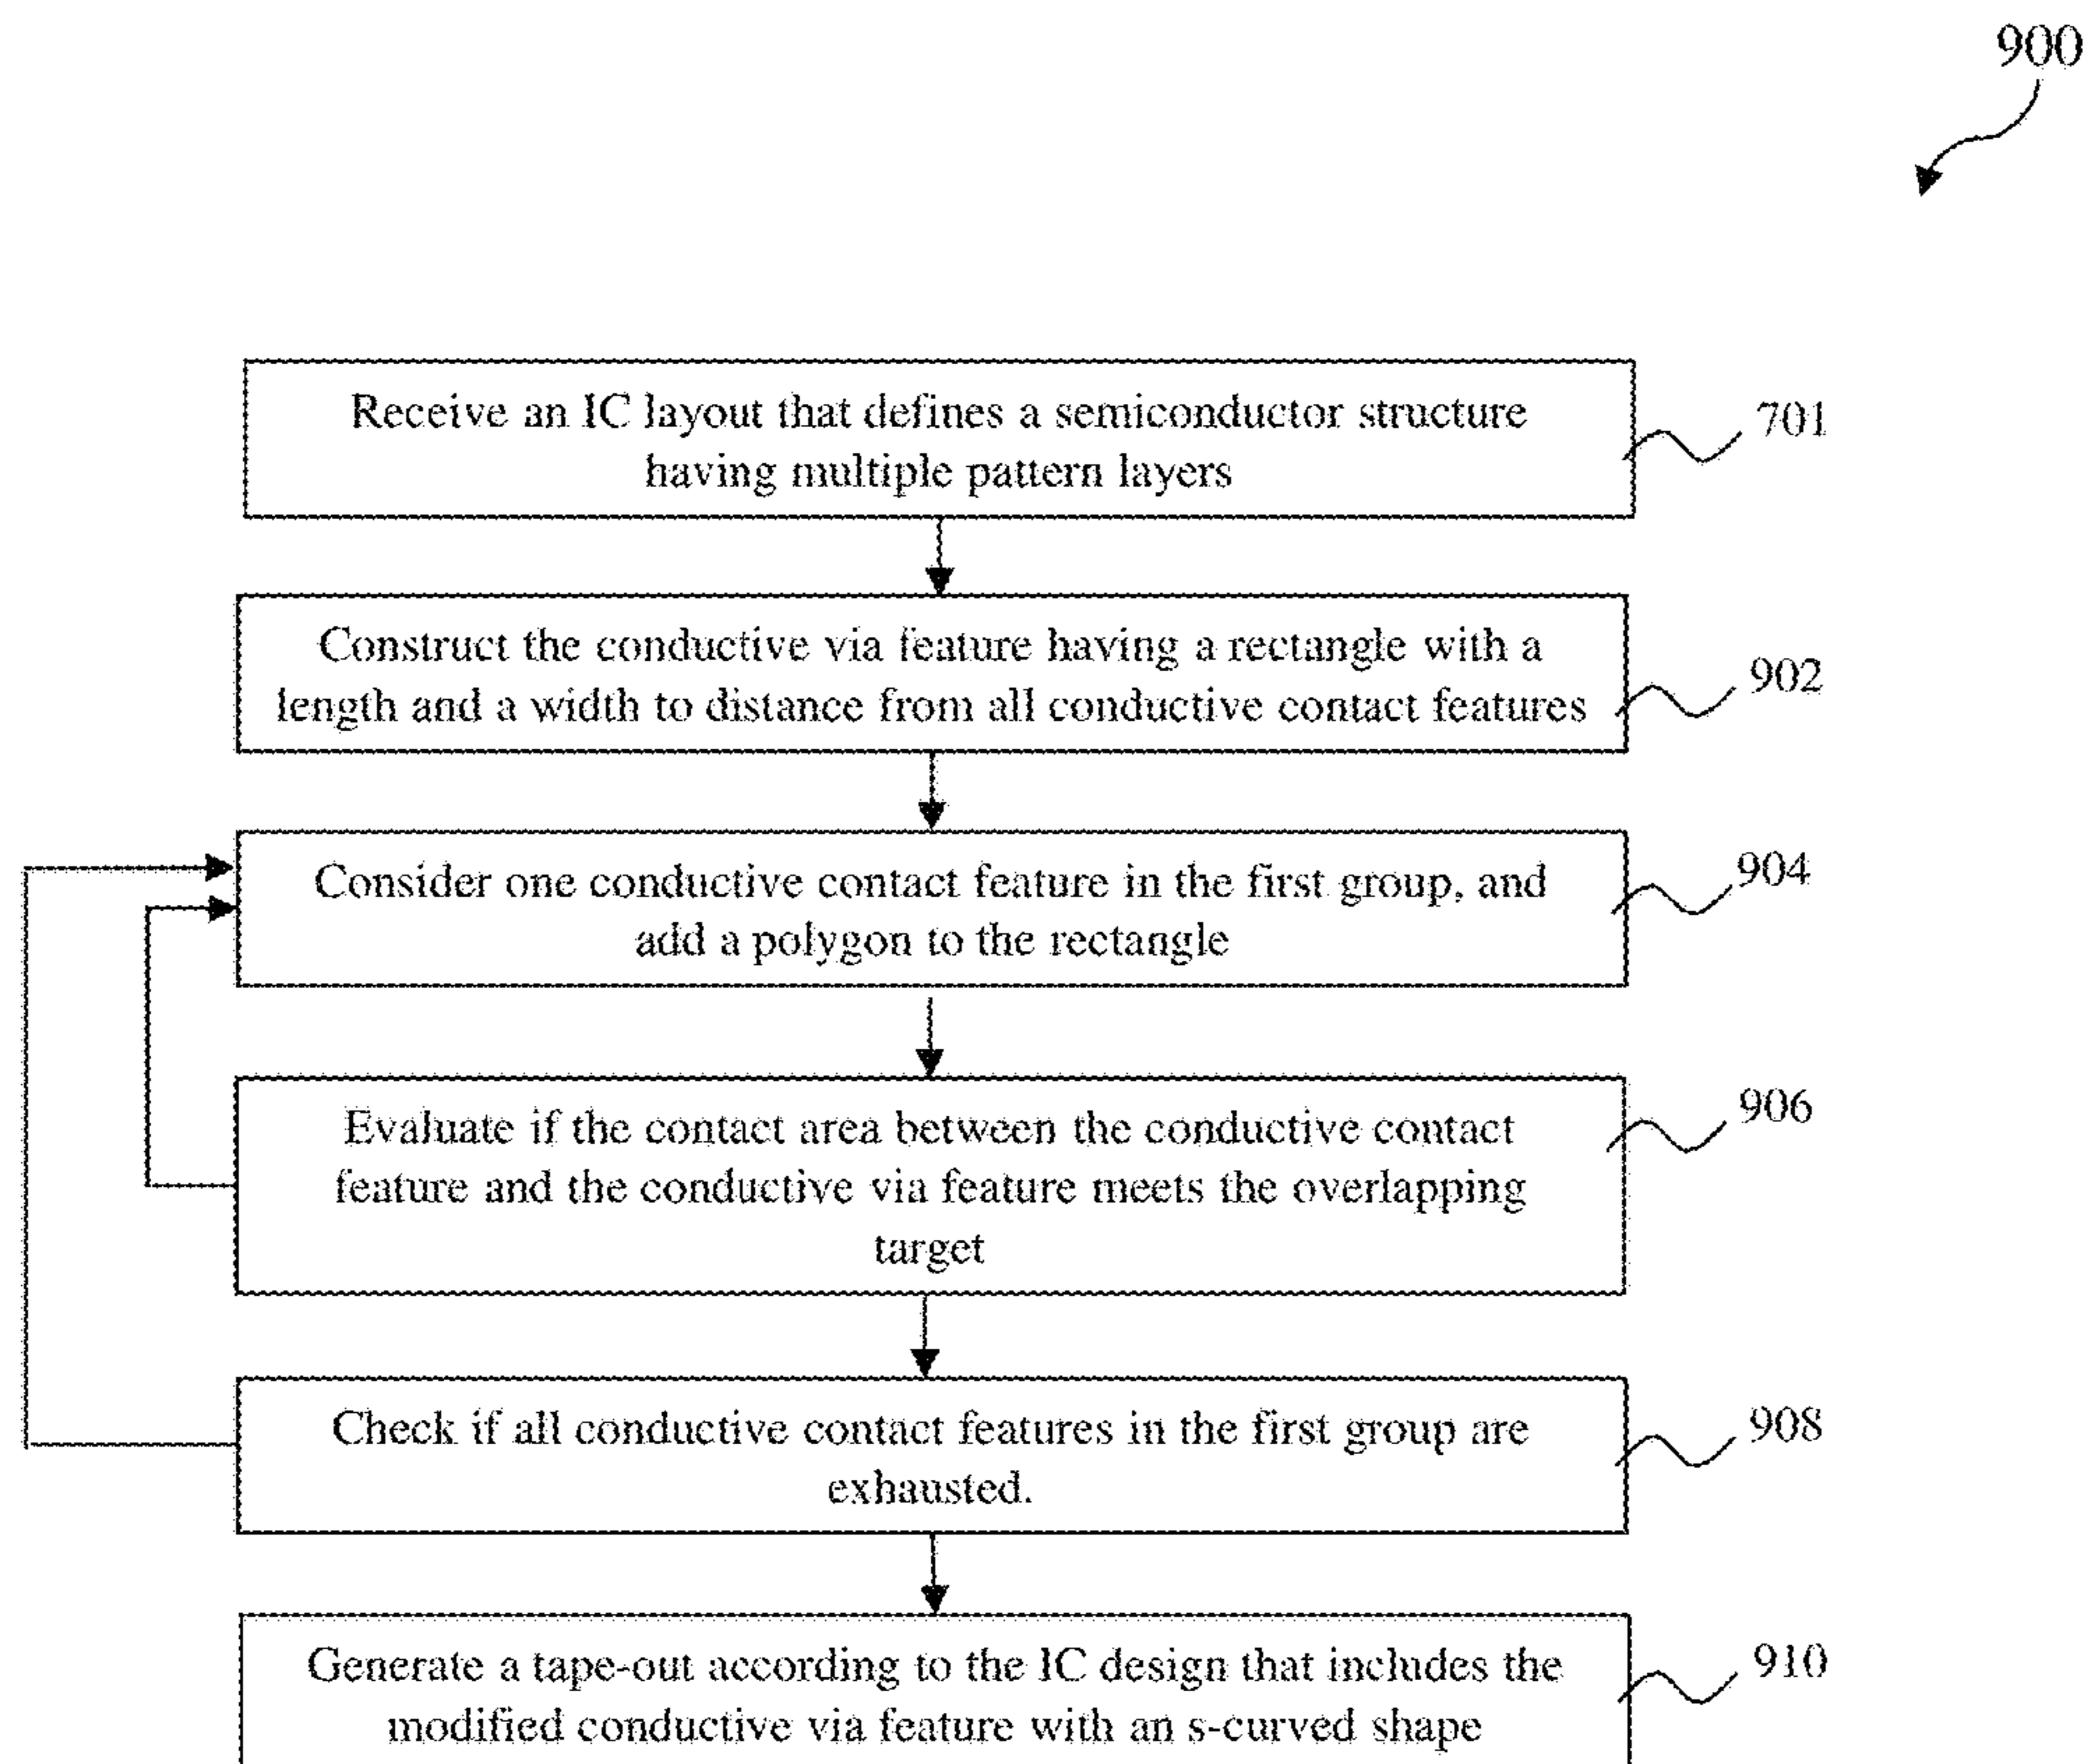 900
Receive an IC layout that defines a semiconductor structure
having multiple pattern layers
701
Construct the conductive via feature having a rectangle with a
length and a width to distance from all conductive contact features
902
Consider one conductive contact feature in the first group, and
add a polygon to the rectangle
904
Evaluate if the contact area between the conductive contact
feature and the conductive via feature meets the overlapping
target
906
Check if all conductive contact features in the first group are
exhausted.
908
Generate a tape-out according to the IC design that includes the
modified conductive via feature with an s-curved shape
910